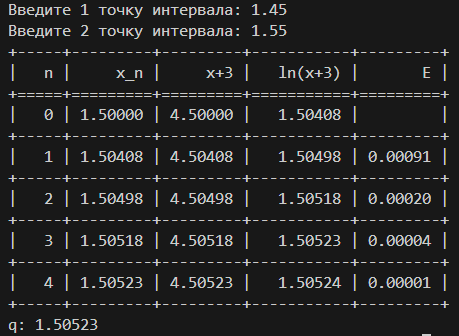 Введите 1 точку интервала: 1.45
Введите 2 точку интервала: 1.55
+-----+---------+---------+-----------+---------+
|   n |     x_n |     x+3 |   ln(x+3) |       E |
+=====+=========+=========+===========+=========+
|   0 | 1.50000 | 4.50000 |   1.50408 |         |
+-----+---------+---------+-----------+---------+
|   1 | 1.50408 | 4.50408 |   1.50498 | 0.00091 |
+-----+---------+---------+-----------+---------+
|   2 | 1.50498 | 4.50498 |   1.50518 | 0.00020 |
+-----+---------+---------+-----------+---------+
|   3 | 1.50518 | 4.50518 |   1.50523 | 0.00004 |
+-----+---------+---------+-----------+---------+
|   4 | 1.50523 | 4.50523 |   1.50524 | 0.00001 |
+-----+---------+---------+-----------+---------+
q: 1.50523